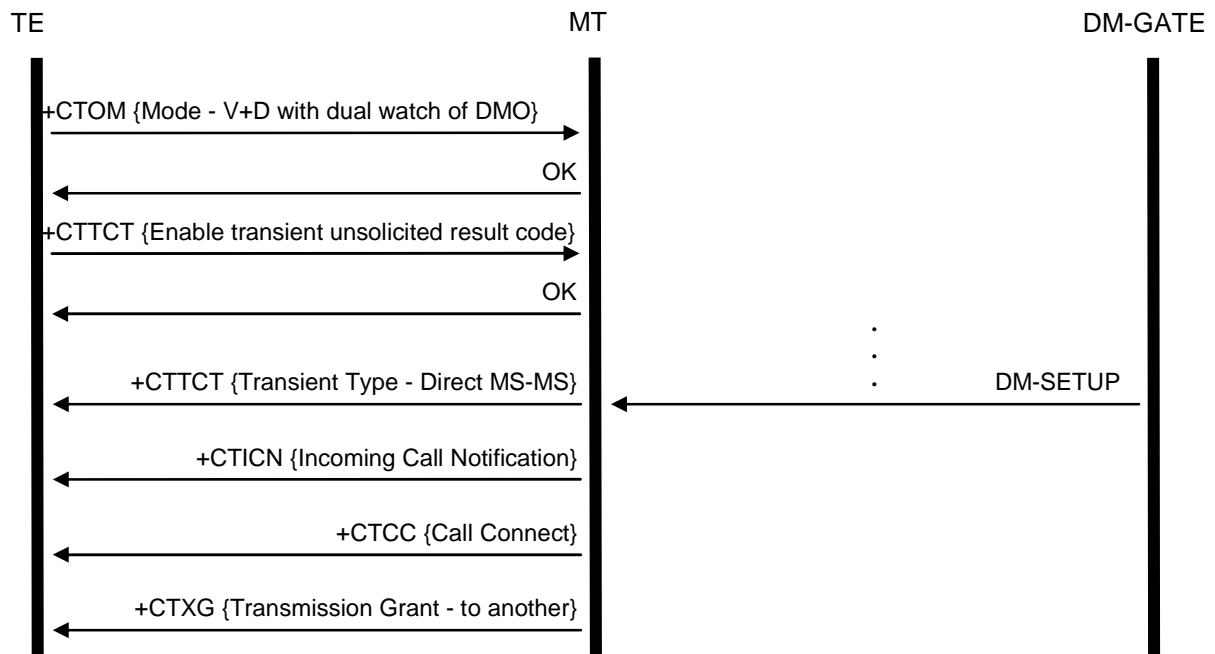 TE MT DM-GATE
+CTOM {Mode - V+D with dual watch of DMO}
OK
+CTTCT {Enable transient unsolicited result code}
OK
.
.
+CTTCT {Transient Type - Direct MS-MS} . DM-SETUP
+CTICN {Incoming Call Notification}
+CTCC {Call Connect}
+CTXG {Transmission Grant - to another}